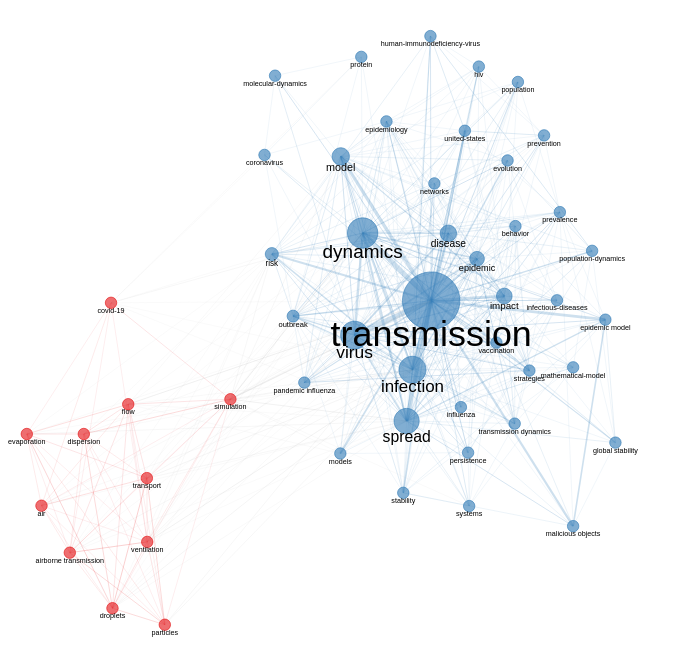 human-immunodeficiency-virus
protein
hiv
molecular-dynamics
population
epidemiology
united-states
prevention
coronavirus
model
evolution
networks
prevalence
behavior
disease
dynamics
population-dynamics
risk
epidemic
covid-19
impact
infectious-diseases
outbreak
epidemic model
transmission
virus
vaccination
mathematical-model
strategies
pandemic influenza
infection
flow
simulation
influenza
evaporation
dispersion
spread
transmission dynamics
global stability
models
persistence
transport
stability
air
systems
malicious objects
ventilation
airborne transmission
droplets
particles